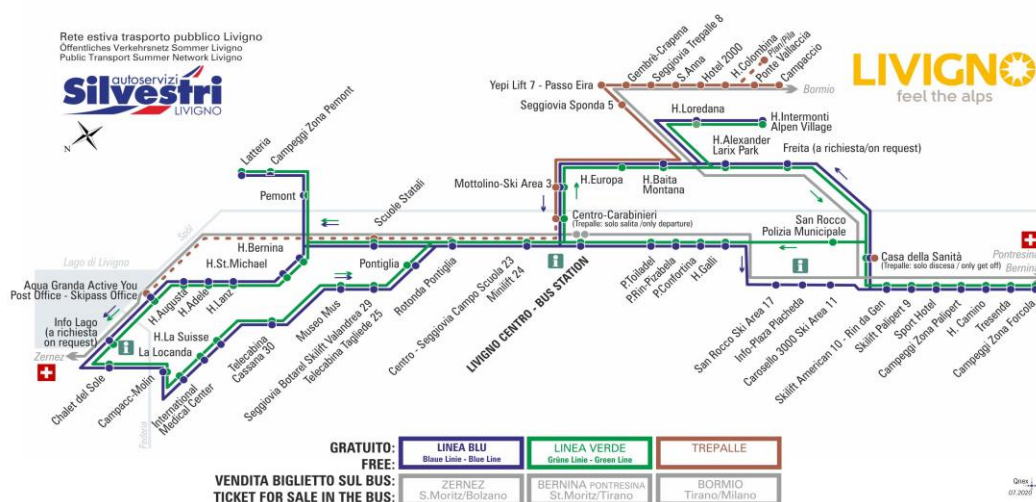 Rete estiva trasporto pubblico Livigno
Öffentliches Verkehrsnetz Sommer Livigno
Public Transport Summer Network Livigno
autoservizi
Silvestri
LIVIGNO
N
LIVIGNO
feel the alps
Latteria
Campeggi Zona Pemont
Pemont
Scuole Statali
Yepi Lift 7 - Passo Eira
Seggiovia Sponda 5
Gembrè-Crapena
Seggiovia Trepalle 8
S.Anna
Hotel 2000
H.Colombina
Plan/Pila
Ponte Vallaccia
Campaccio
Bormio
H.Loredana
H.Intermonti
Alpen Village
H.Alexander
Larix Park
Freita (a richiesta/on request)
Mottolino-Ski Area 3
H.Europa
H.Baita
Montana
Centro-Carabinieri
(Trepalle: solo salita /only departure)
San Rocco
Polizia Municipale
Casa della Sanità
(Trepalle: solo discesa / only get off)
Pontresina
Bernina
Spöl
Lago di Livigno
Aqua Granda Active You
Post Office - Skipass Office
Info Lago
(a richiesta
on request)
Zernez
H.Bernina
H.St.Michael
H.Augusta
H.Adele
H.Lanz
H.La Suisse
La Locanda
Chalet del Sole
Campacc-Molin
Federia
International
Medical Center
Telecabina
Cassana 30
Museo Mus
Seggiovia Botarel Skilift Valandrea 29
Telecabina Tagliede 25
Pontiglia
Rotonda Pontiglia
Centro - Seggiovia Campo Scuola 23
Minilift 24
LIVIGNO CENTRO - BUS STATION
P.Toiladel
P.Rin-Pizabela
P.Confortina
H.Galli
San Rocco Ski Area 17
Info-Plaza Placheda
Carosello 3000 Ski Area 11
Skilift American 10 - Rin da Gen
Skilift Palipert 9
Sport Hotel
Campeggi Zona Palipert
H. Camino
Tresenda
Campeggi Zona Forcola
GRATUITO:
FREE:
LINEA BLU
Blaue Linie - Blue Line
LINEA VERDE
Grüne Linie - Green Line
TREPALLE
VENDITA BIGLIETTO SUL BUS:
TICKET FOR SALE IN THE BUS:
ZERNEZ
S.Moritz/Bolzano
BERNINA PONTRESINA
St.Moritz/Tirano
BORMIO
Tirano/Milano